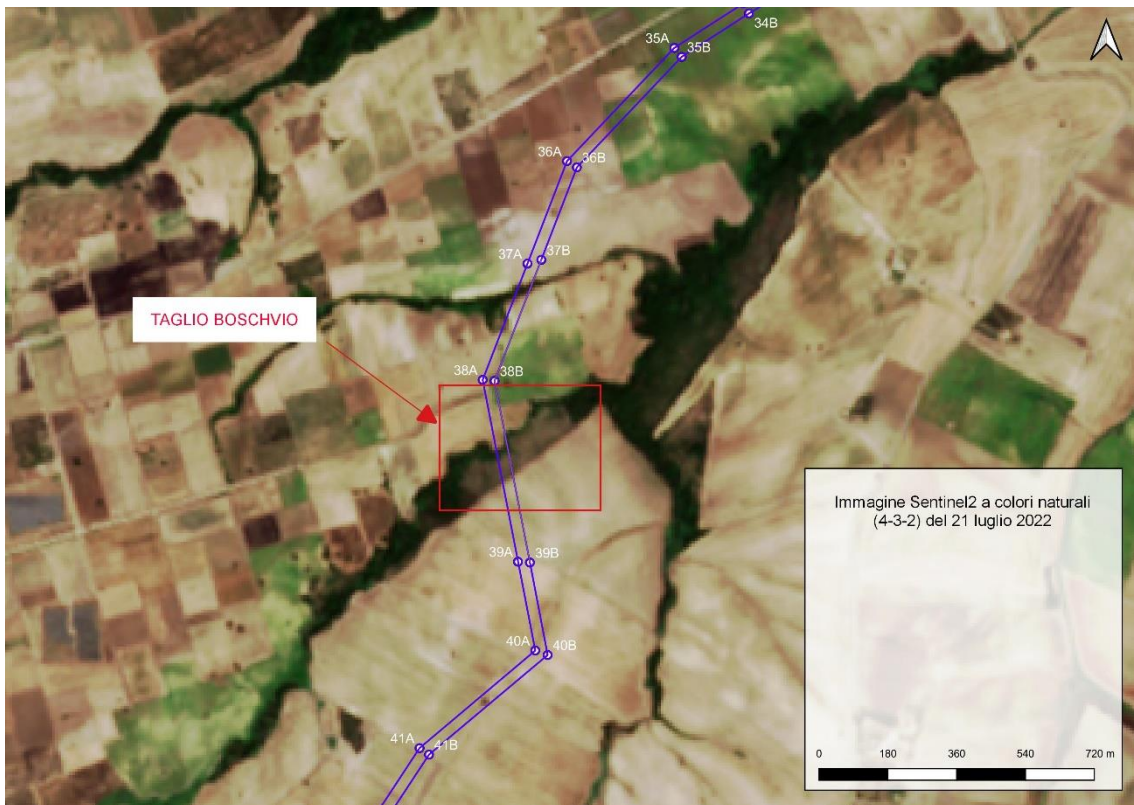 34B
35A
35B
36A
36B
37A
37B
TAGLIO BOSCHVIO
38A
38B
Immagine Sentinel2 a colori naturali
(4-3-2) del 21 luglio 2022
39A
39B
40A
40B
41A
41B
0 180 360 540 720 m